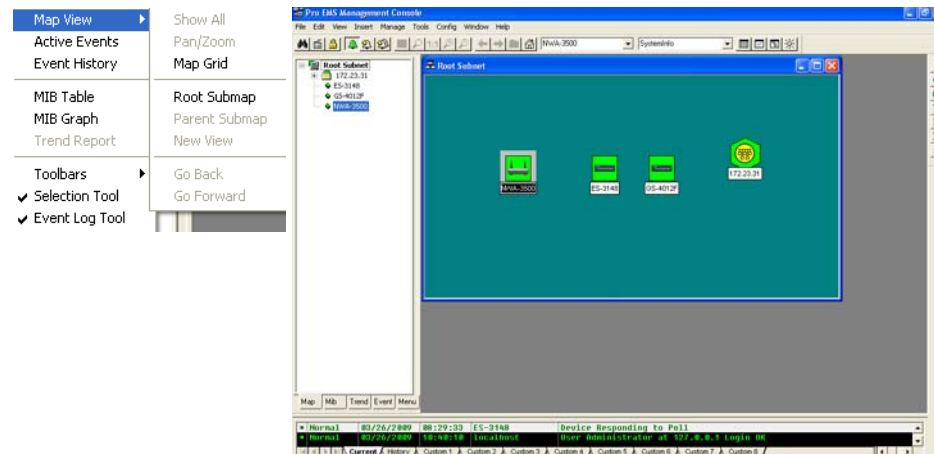 Map View
Active Events
Event History
MIB Table
MIB Graph
Trend Report
Toolbars
Selection Tool
Event Log Tool
Show All
Pan/Zoom
Map Grid
Root Submap
Parent Submap
New View
Go Back
Go Forward
Pro EMS Management Console
File Edit View Insert Manage Tools Config Window Help
NWA-3500 SystemInfo
Root Subnet
172.23.31
ES-3148
GS-4012F
NWA-3500
Root Subnet
NWA-3500 ES-3148 GS-4012F 172.23.31
Map Mib Trend Event Menu
Normal 03/26/2009 08:29:33 ES-3148 Device Responding to Poll
Normal 03/26/2009 10:40:10 localhost User Administrator at 127.0.0.1 Login OK
Current History Custom 1 Custom 2 Custom 3 Custom 4 Custom 5 Custom 6 Custom 7 Custom 8